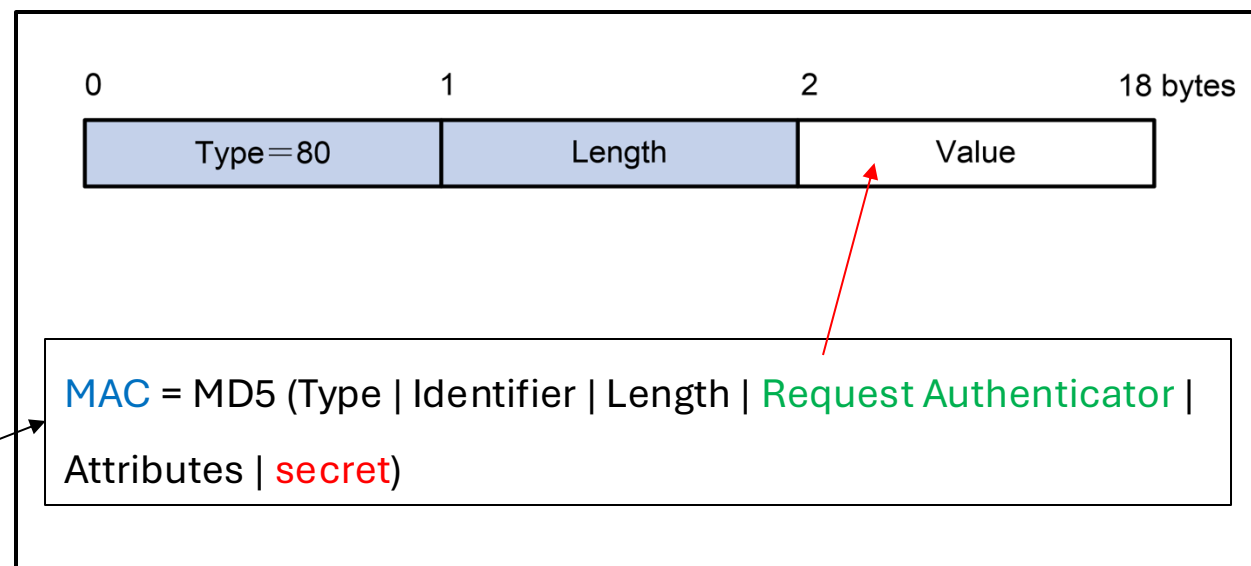 0 1 2 18 bytes
Type=80 Length Value
MAC = MD5 (Type | Identifier | Length | Request Authenticator |
Attributes | secret)